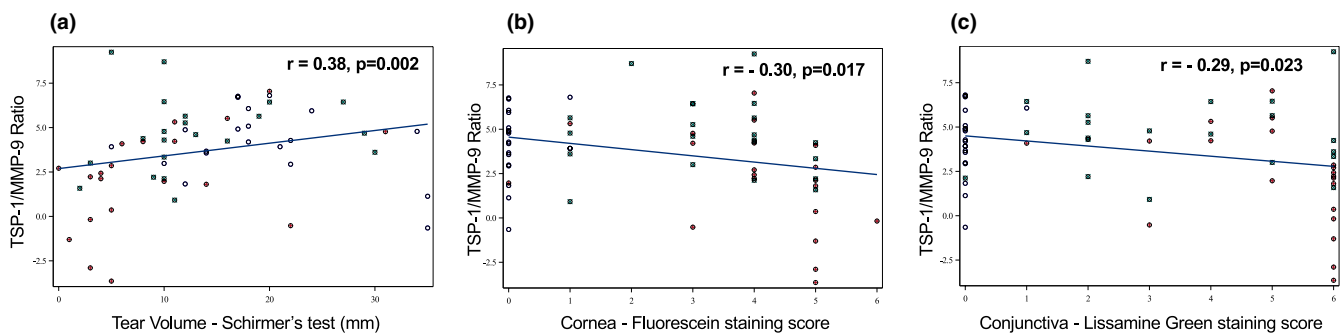 (a)
r = 0.38, p=0.002
TSP-1/MMP-9 Ratio
7.5
5.0
2.5
0.0
-2.5
0 10 20 30
Tear Volume - Schirmer's test (mm)
(b)
r = - 0.30, p=0.017
TSP-1/MMP-9 Ratio
7.5
5.0
2.5
0.0
-2.5
0 1 2 3 4 5 6
Cornea - Fluorescein staining score
(c)
r = - 0.29, p=0.023
TSP-1/MMP-9 Ratio
7.5
5.0
2.5
0.0
-2.5
0 1 2 3 4 5 6
Conjunctiva - Lissamine Green staining score